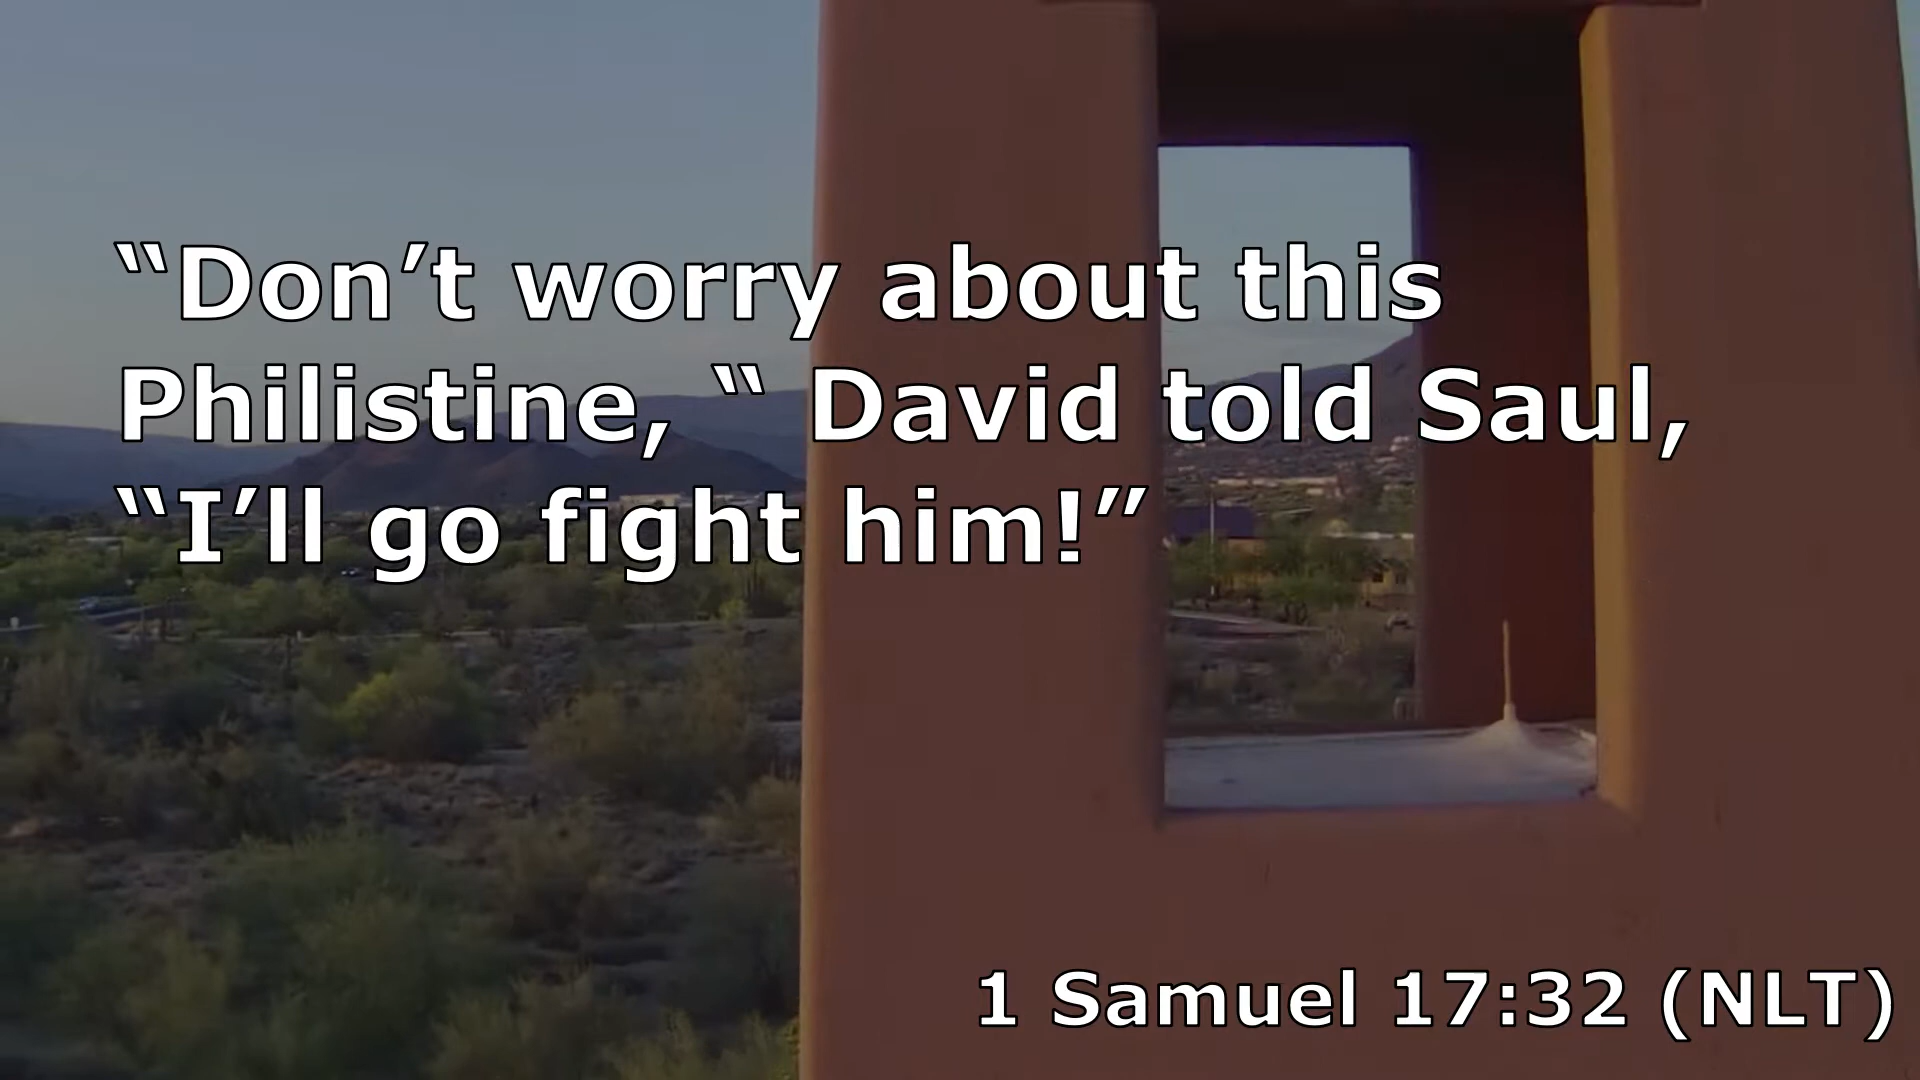 “Don’t worry about this
Philistine, “ David told Saul,
“I’ll go fight him!”
1 Samuel 17:32 (NLT)